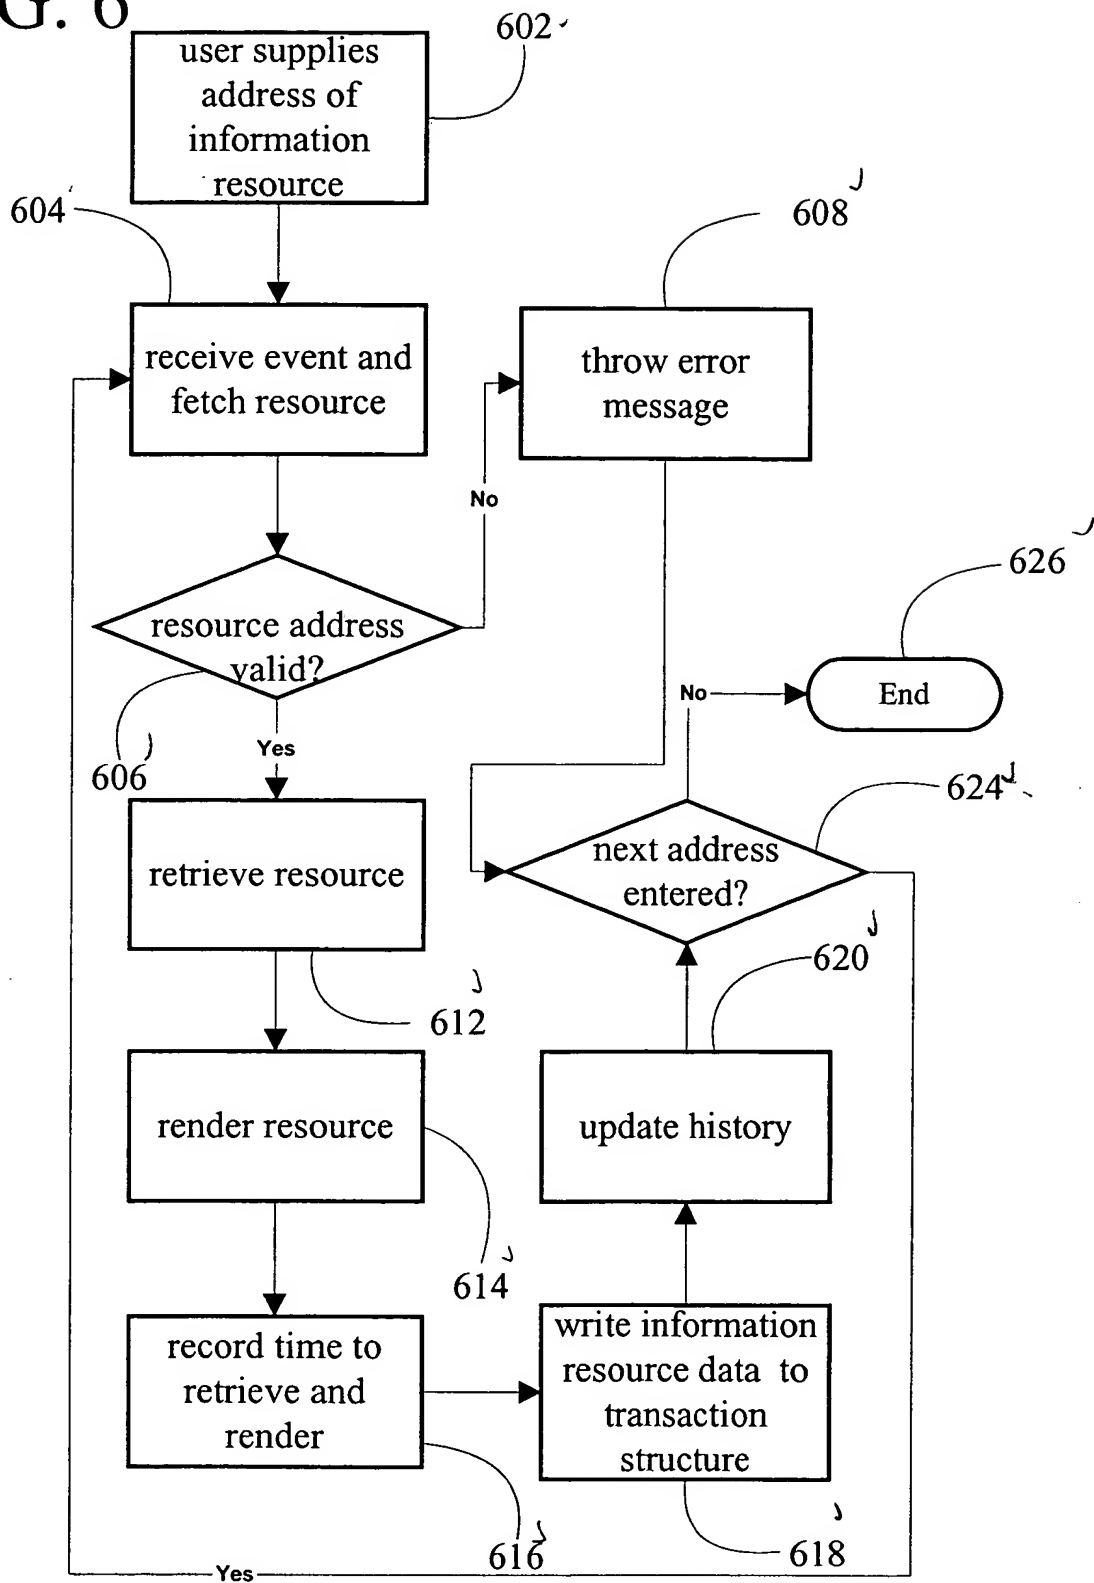 G. 6
602
user supplies
address of
information
resource
604
608
receive event and
fetch resource
throw error
message
No
626
resource address
valid?
End
No
Yes
606
624
next address
entered?
retrieve resource
620
612
render resource
update history
614
write information
resource data to
transaction
structure
record time to
retrieve and
render
616
618
Yes